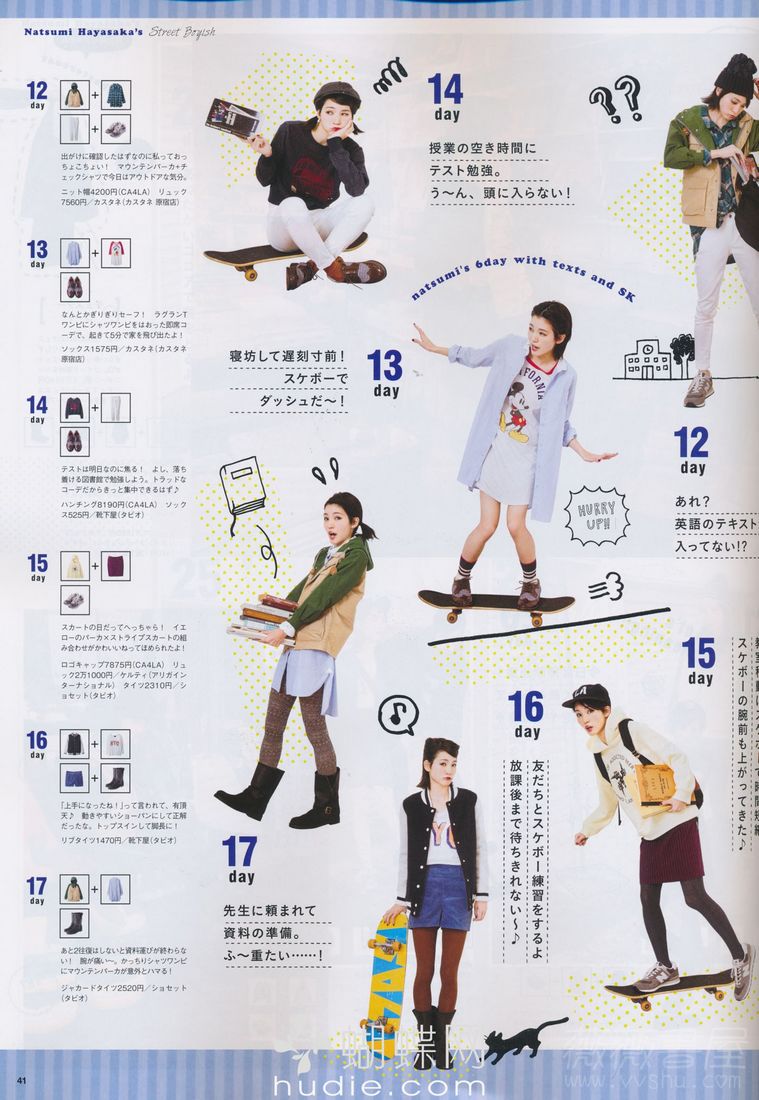 Natsumi Hayasaka's Street Boyish
12
day
出がけに確認したはずなのに私っておっ
ちょこちょい! マウンテンパーカ+チ
ェックシャツで今日はアウトドアな気分。
ニット帽4200円(CA4LA) リュック
7560円/カスタネ(カスタネ 原宿店)
13
day
なんとかぎりぎりセーフ! ラグランT
ワンピにシャツワンピをはおった即席コ
ーデで、起きて5分で家を飛び出たよ!
ソックス1575円/カスタネ(カスタネ
原宿店)
14
day
テストは明日なのに焦る! よし、落ち
着ける図書館で勉強しよう。トラッドな
コーデだからきっと集中できるはず♪
ハンチング8190円(CA4LA) ソック
ス525円/靴下屋(タビオ)
15
day
スカートの日だってへっちゃら! イエ
ローのパーカ×ストライプスカートの組
み合わせがかわいいねってほめられたよ!
ロゴキャップ7875円(CA4LA) リュ
ック2万1000円/ケルティ(アリガイン
ターナショナル) タイツ2310円/ショ
セット(タビオ)
16
day
「上手になったね!」って言われて、有頂
天♪ 動きやすいショーパンにして正解
だったな。トップスインして脚長に!
リブタイツ1470円/靴下屋(タビオ)
17
day
あと2往復はしないと資料運びが終わらな
い! 腕が痛い〜。かっちりシャツワンピ
にマウンテンパーカが意外とハマる!
ジャカードタイツ2520円/ショセット
(タビオ)
14
day
授業の空き時間に
テスト勉強。
う〜ん、頭に入らない!
??
natsumi's 6day with texts and SK
寝坊して遅刻寸前!
スケボーで
ダッシュだ〜!
13
day
CALIFORNIA
HURRY
UP!!
12
day
あれ?
英語のテキスト
入ってない!?
15
day
スケボーの腕前も上がってきた♪
16
day
友だちとスケボー練習をするよ
放課後まで待ちきれない〜♪
17
day
先生に頼まれて
資料の準備。
ふ〜重たい……!
LA
41
蝴蝶网
hudie.com
微微书屋
www.vvshu.com